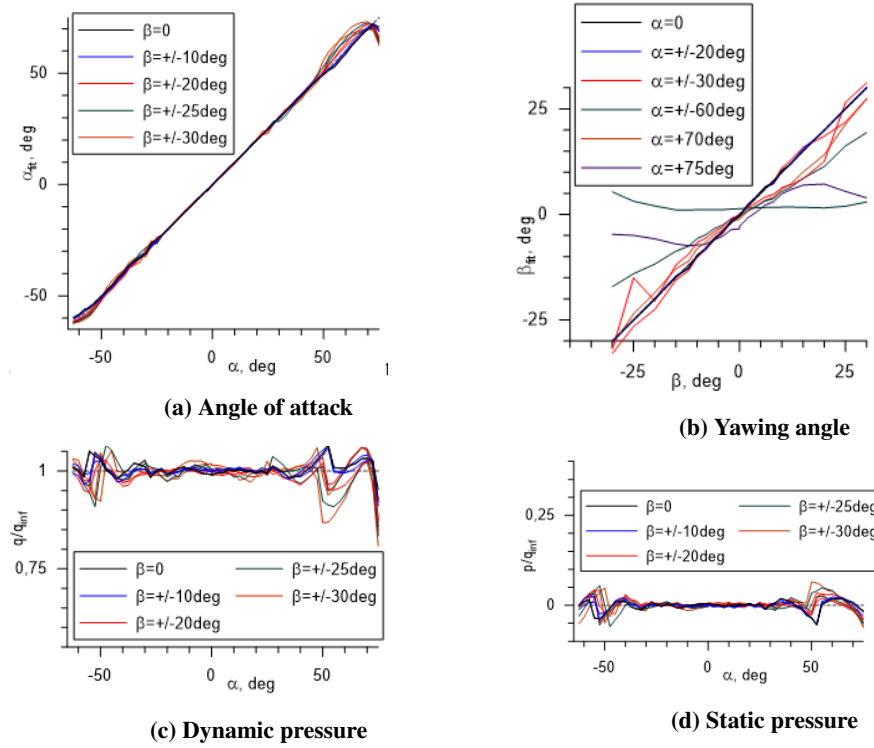 β=0
β=+/-10deg
β=+/-20deg
β=+/-25deg
β=+/-30deg
50
0
-50
α_fit, deg
-50
0
50
1
α, deg
(a) Angle of attack
α=0
α=+/-20deg
α=+/-30deg
α=+/-60deg
α=+70deg
α=+75deg
25
0
-25
β_fit, deg
-25
0
25
β, deg
(b) Yawing angle
1
0,75
q/q_inf
β=0
β=+/-10deg
β=+/-20deg
β=+/-25deg
β=+/-30deg
-50
0
50
α, deg
(c) Dynamic pressure
0,25
0
p/q_inf
β=0
β=+/-10deg
β=+/-20deg
β=+/-25deg
β=+/-30deg
-50
0
50
α, deg
(d) Static pressure